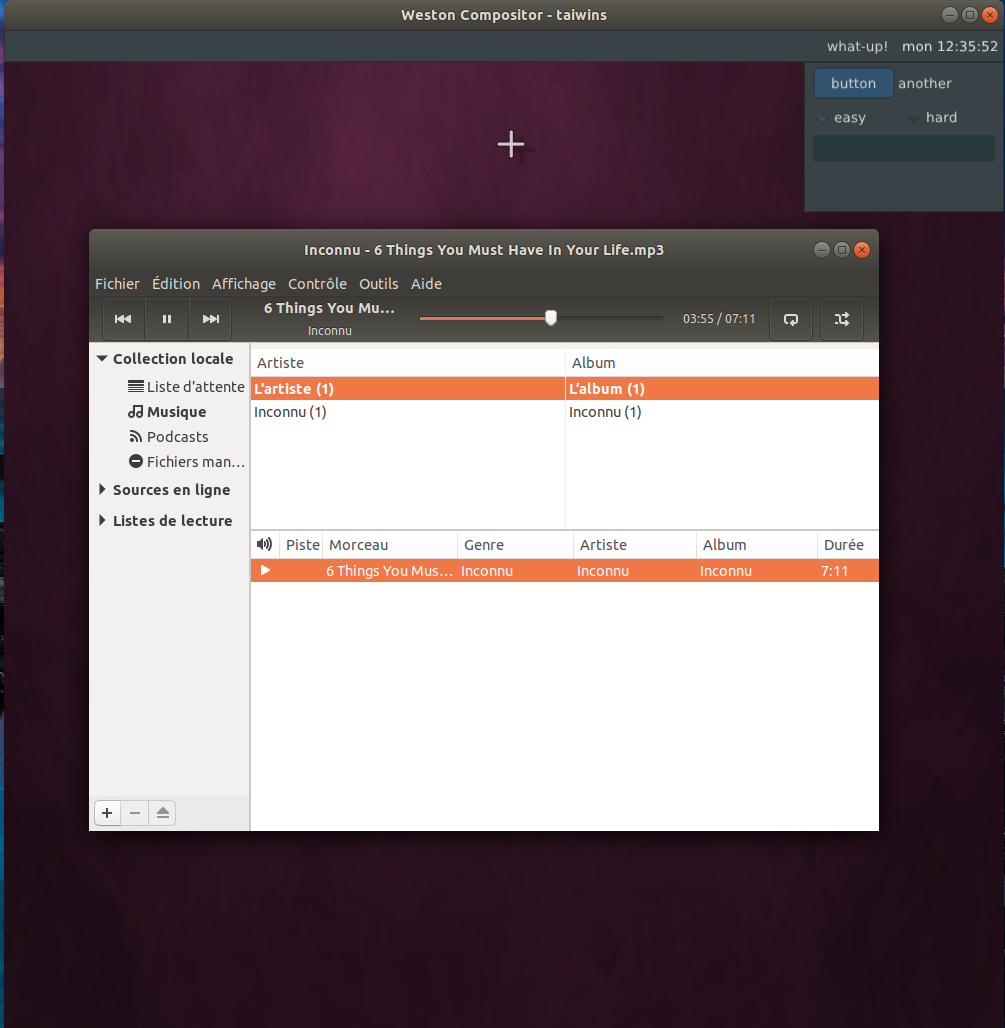 Weston Compositor - taiwins
what-up! mon 12:35:52
button another
easy hard
Inconnu - 6 Things You Must Have In Your Life.mp3
Fichier Édition Affichage Contrôle Outils Aide
6 Things You Mu...
Inconnu
03:55 / 07:11
Collection locale
Liste d'attente
Musique
Podcasts
Fichiers man...
Sources en ligne
Listes de lecture
Artiste Album
L'artiste (1) L'album (1)
Inconnu (1) Inconnu (1)
Piste Morceau Genre Artiste Album Durée
6 Things You Mus... Inconnu Inconnu Inconnu 7:11